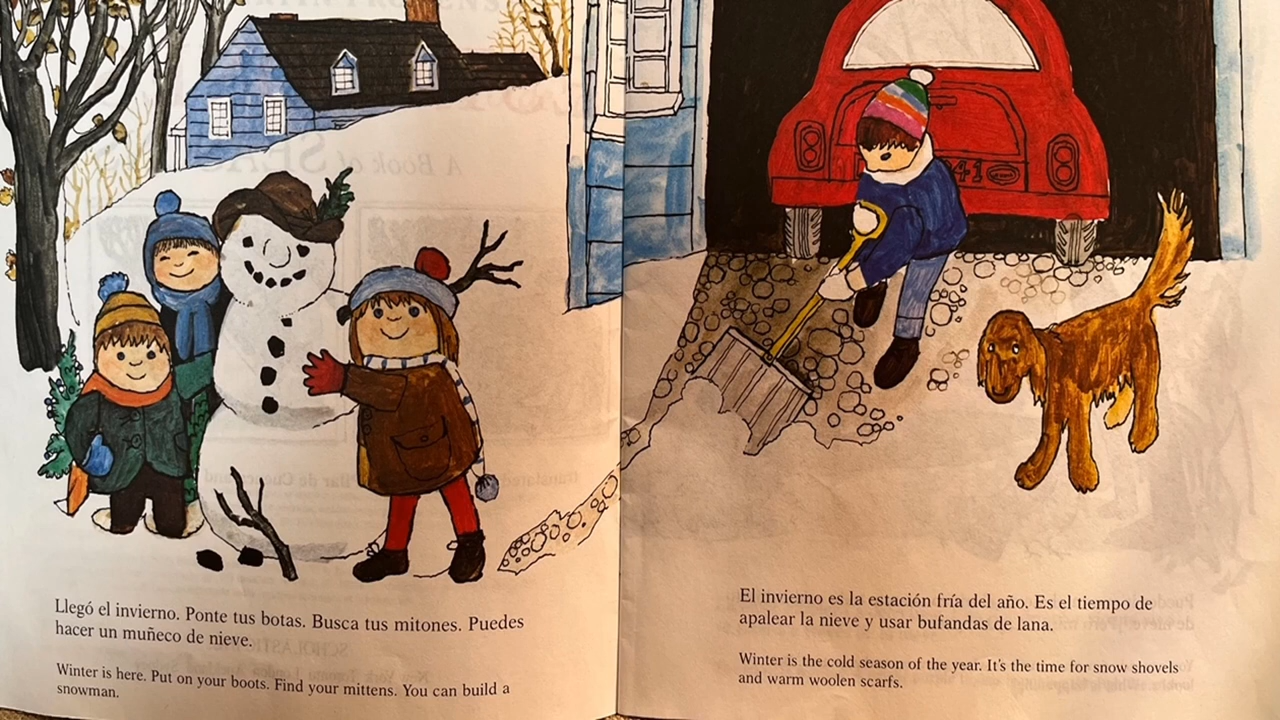 Llegó el invierno. Ponte tus botas. Busca tus mitones. Puedes
hacer un muñeco de nieve.
Winter is here. Put on your boots. Find your mittens. You can build a
snowman.
41
El invierno es la estación fría del año. Es el tiempo de
apalear la nieve y usar bufandas de lana.
Winter is the cold season of the year. It's the time for snow shovels
and warm woolen scarfs.